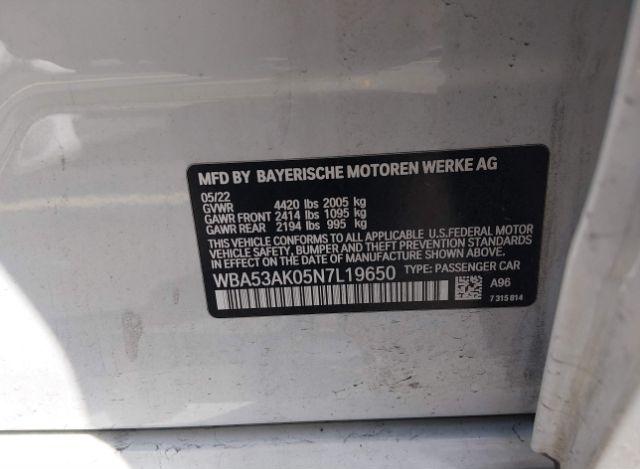 MFD BY BAYERISCHE MOTOREN WERKE AG
05/22
GVWR 4420 lbs 2005 kg
GAWR FRONT 2414 lbs 1095 kg
GAWR REAR 2194 lbs 995 kg
THIS VEHICLE CONFORMS TO ALL APPLICABLE U.S.FEDERAL MOTOR
VEHICLE SAFETY, BUMPER AND THEFT PREVENTION STANDARDS
IN EFFECT ON THE DATE OF MANUFACTURE SHOWN ABOVE.
WBA53AK05N7L19650 TYPE: PASSENGER CAR
A96
7 315 814